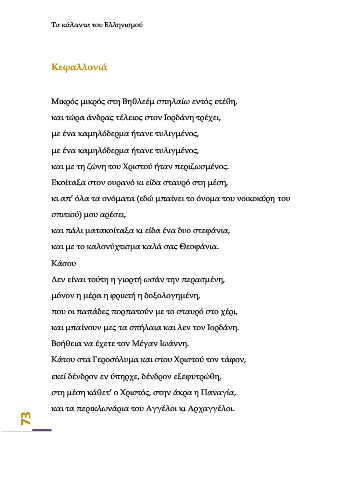 Τα κάλαντα του Ελληνισμού
Κεφαλλονιά
Μικρός μικρός στη Βηθλεέμ σπηλαίω εντός ετέθη,
και τώρα άνδρας τέλειος στον Ιορδάνη τρέχει,
με ένα καμηλόδερμα ήτανε τυλιγμένος,
με ένα καμηλόδερμα ήτανε τυλιγμένος,
και με τη ζώνη του Χριστού ήταν περιζωσμένος.
Εκοίταξα στον ουρανό κι είδα σταυρό στη μέση,
κι απ’ όλα τα ονόματα (εδώ μπαίνει το όνομα του νοικοκύρη του
σπιτιού) μου αρέσει,
και πάλι ματακοίταξα κι είδα ένα δυο στεφάνια,
και με το καλονύχτισμα καλά σας Θεοφάνια.
Κάσου
Δεν είναι τούτη η γιορτή ωσάν την περασμένη,
μόνον η μέρα η φρικτή η δοξολογημένη,
που οι παπάδες πορπατούν με το σταυρό στο χέρι,
και μπαίνουν μες τα σπήλαια και λεν τον Ιορδάνη.
Βοήθεια να έχετε τον Μέγαν Ιωάννη.
Κάτου στα Γεροσόλυμα και στου Χριστού τον τάφον,
εκεί δένδρον εν ύπηρχε, δένδρον εξεφυτρώθη,
στη μέση κάθετ’ ο Χριστός, στην άκρα η Παναγία,
και τα περικλωνάρια του Αγγέλοι κι Αρχαγγέλοι.
73